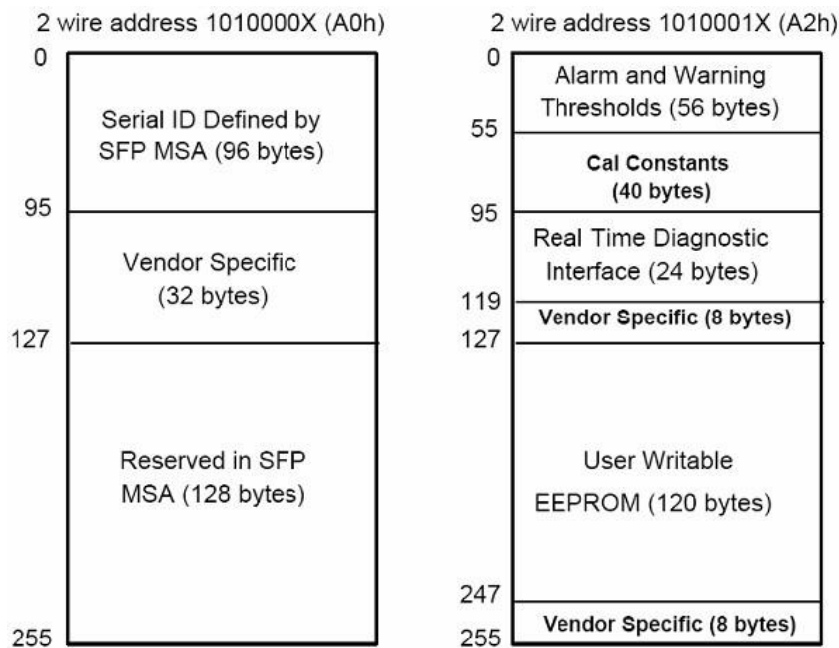 2 wire address 1010000X (A0h)
0
Serial ID Defined by
SFP MSA (96 bytes)
95
Vendor Specific
(32 bytes)
127
Reserved in SFP
MSA (128 bytes)
255
2 wire address 1010001X (A2h)
0
Alarm and Warning
Thresholds (56 bytes)
55
Cal Constants
(40 bytes)
95
Real Time Diagnostic
Interface (24 bytes)
119
Vendor Specific (8 bytes)
127
User Writable
EEPROM (120 bytes)
247
Vendor Specific (8 bytes)
255